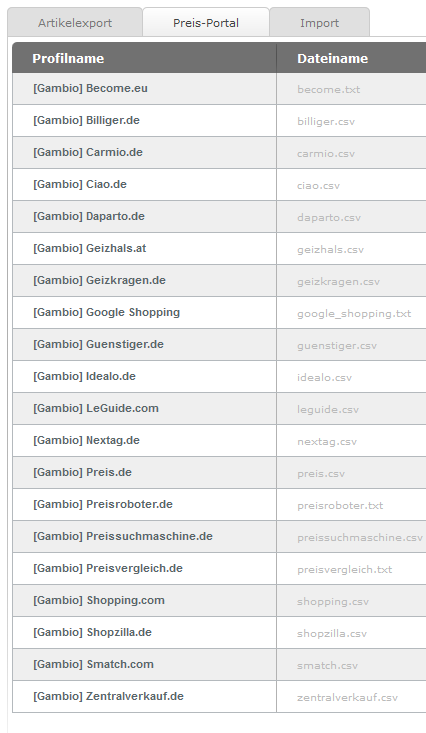 Artikelexport Preis-Portal Import
Profilname Dateiname
[Gambio] Become.eu become.txt
[Gambio] Billiger.de billiger.csv
[Gambio] Carmio.de carmio.csv
[Gambio] Ciao.de ciao.csv
[Gambio] Daparto.de daparto.csv
[Gambio] Geizhals.at geizhals.csv
[Gambio] Geizkragen.de geizkragen.csv
[Gambio] Google Shopping google_shopping.txt
[Gambio] Guenstiger.de guenstiger.csv
[Gambio] Idealo.de idealo.csv
[Gambio] LeGuide.com leguide.csv
[Gambio] Nextag.de nextag.csv
[Gambio] Preis.de preis.csv
[Gambio] Preisroboter.de preisroboter.txt
[Gambio] Preissuchmaschine.de preissuchmaschine.csv
[Gambio] Preisvergleich.de preisvergleich.txt
[Gambio] Shopping.com shopping.csv
[Gambio] Shopzilla.de shopzilla.csv
[Gambio] Smatch.com smatch.csv
[Gambio] Zentralverkauf.de zentralverkauf.csv